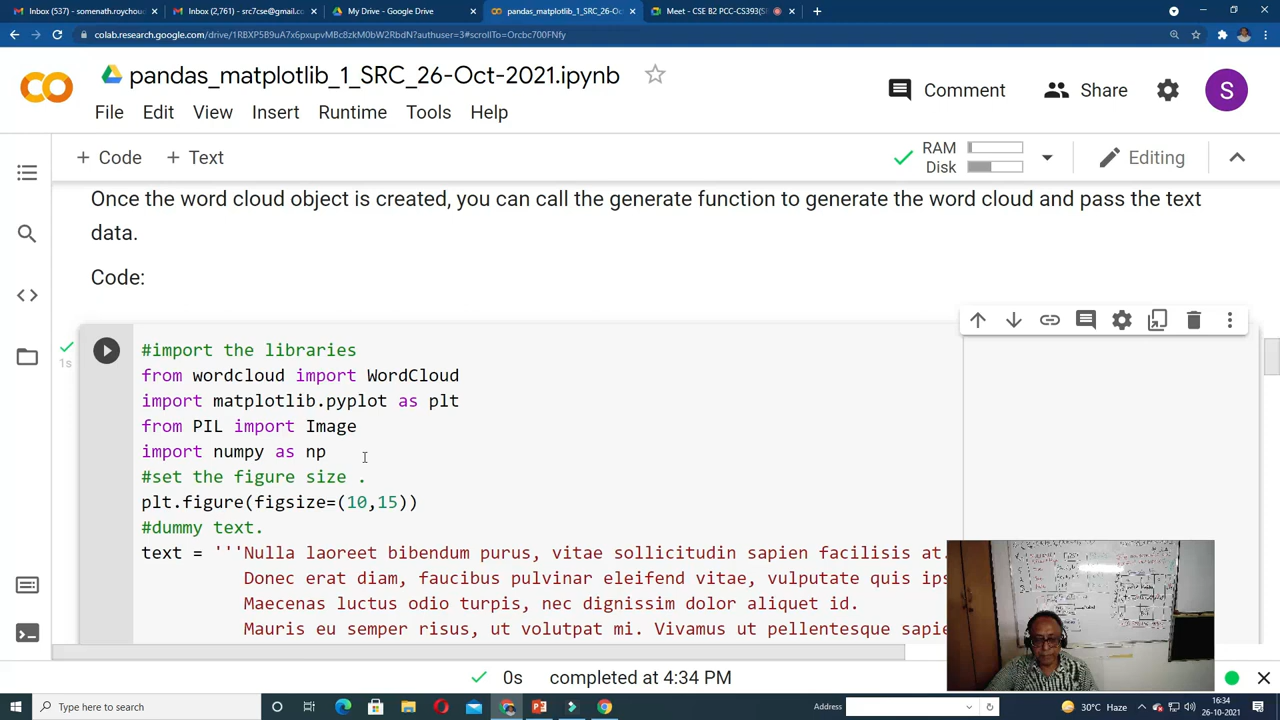 Inbox (537) - somenath.roychou
Inbox (2,761) - src7cse@gmail.co
My Drive - Google Drive
pandas_matplotlib_1_SRC_26-Oct-
Meet - CSE B2 PCC-CS393(S
colab.research.google.com/drive/1RBXP5B9uA7x6pxupvMBc8zkM0bW2RbdN?authuser=3#scrollTo=Orcbc700FNfy
pandas_matplotlib_1_SRC_26-Oct-2021.ipynb
Comment
Share
S
File Edit View Insert Runtime Tools Help
+ Code + Text
RAM
Disk
Editing
Once the word cloud object is created, you can call the generate function to generate the word cloud and pass the text
data.
Code:
1s
#import the libraries
from wordcloud import WordCloud
import matplotlib.pyplot as plt
from PIL import Image
import numpy as np
#set the figure size .
plt.figure(figsize=(10,15))
#dummy text.
text = '''Nulla laoreet bibendum purus, vitae sollicitudin sapien facilisis at.
Donec erat diam, faucibus pulvinar eleifend vitae, vulputate quis ips
Maecenas luctus odio turpis, nec dignissim dolor aliquet id.
Mauris eu semper risus, ut volutpat mi. Vivamus ut pellentesque sapie
0s completed at 4:34 PM
Type here to search
Address
30°C Haze
16:34
26-10-2021